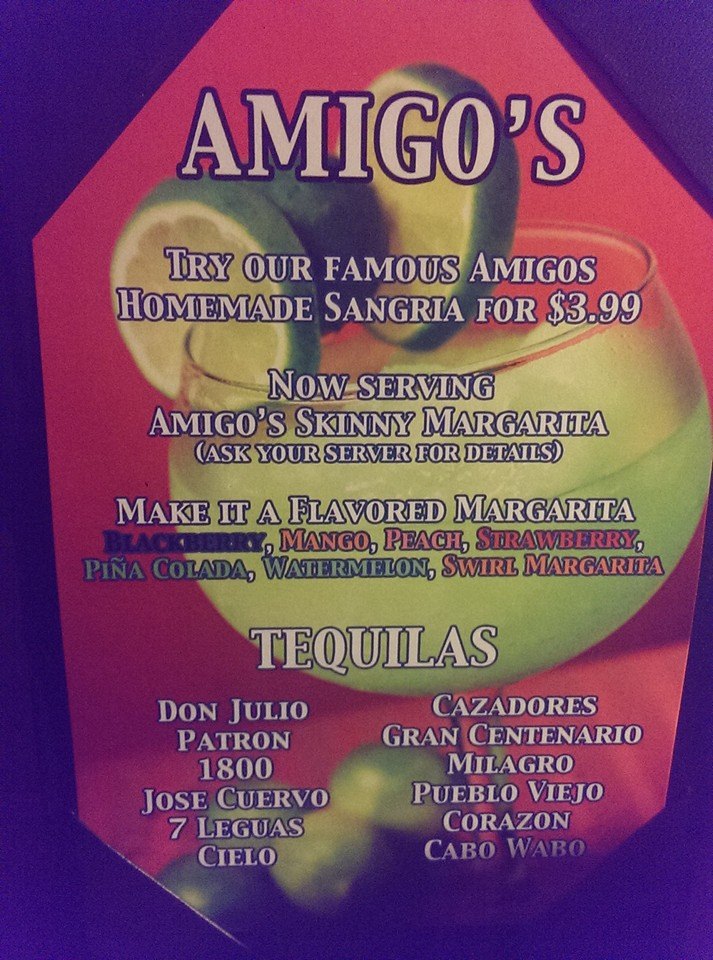 AMIGO'S
TRY OUR FAMOUS AMIGOS
HOMEMADE SANGRIA FOR $3.99
NOW SERVING
AMIGO'S SKINNY MARGARITA
(ASK YOUR SERVER FOR DETAILS)
MAKE IT A FLAVORED MARGARITA
BLACKBERRY, MANGO, PEACH, STRAWBERRY,
PIÑA COLADA, WATERMELON, SWIRL MARGARITA
TEQUILAS
DON JULIO
PATRON
1800
JOSE CUERVO
7 LEGUAS
CIELO
CAZADORES
GRAN CENTENARIO
MILAGRO
PUEBLO VIEJO
CORAZON
CABO WABO